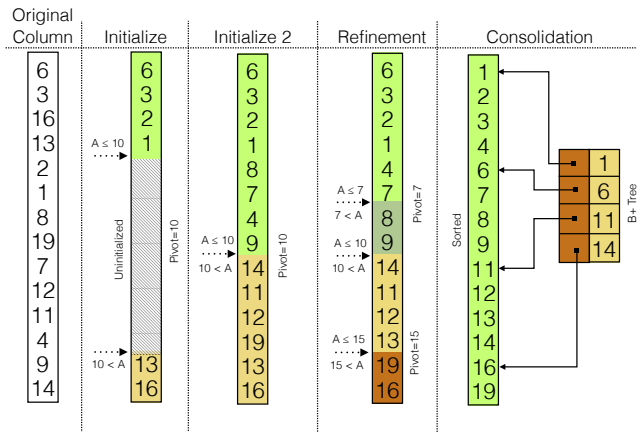 Original
Column
Initialize
Initialize 2
Refinement
Consolidation
6
3
16
13
2
1
8
19
7
12
11
4
9
14
6
3
2
1
13
16
A ≤ 10
10 < A
Uninitialized
Pivot=10
6
3
2
1
8
7
4
9
14
11
12
19
13
16
A ≤ 10
10 < A
Pivot=10
6
3
2
1
4
7
8
9
14
11
12
13
19
16
A ≤ 7
7 < A
A ≤ 10
10 < A
A ≤ 15
15 < A
Pivot=7
Pivot=15
Sorted
1
2
3
4
6
7
8
9
11
12
13
14
16
19
1
6
11
14
B+ Tree